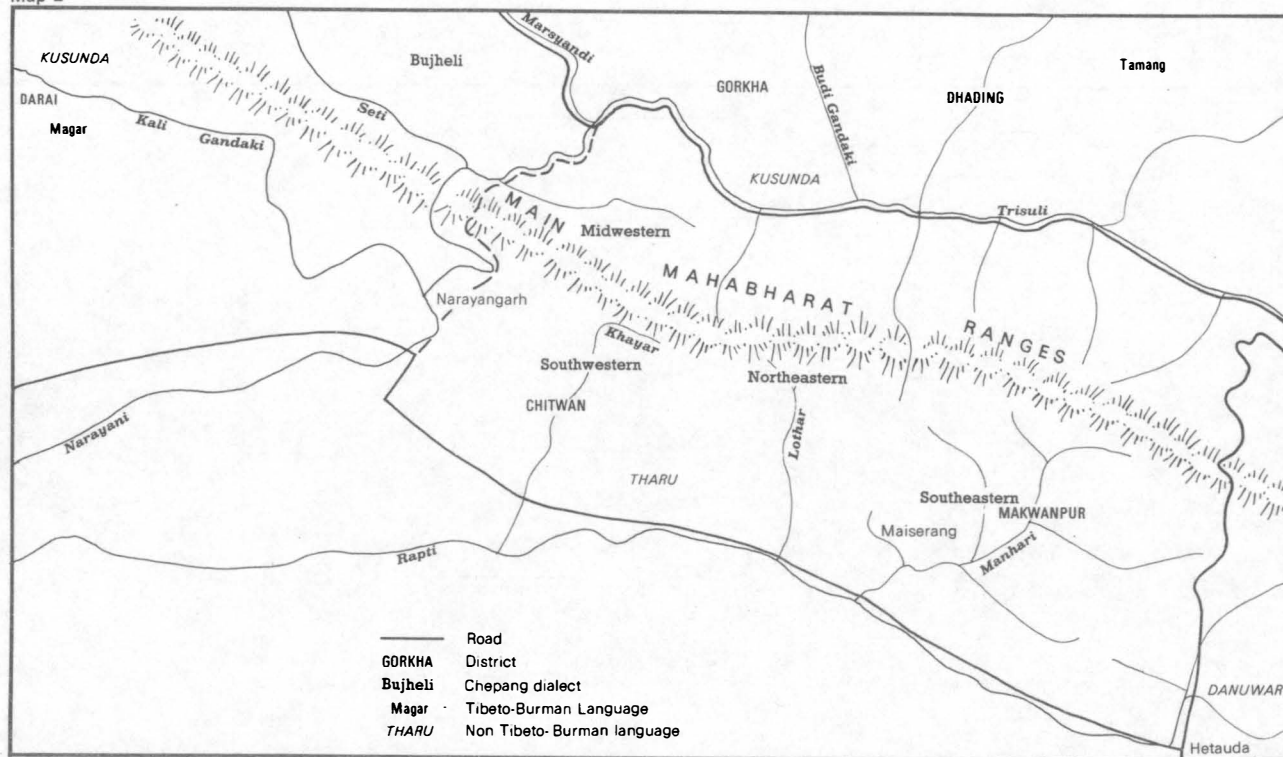 KUSUNDA
Bujheli
Marsyandi
GORKHA
Budi Gandaki
Tamang
DHADING
DARAI
Magar
Kali Gandaki
Seti
KUSUNDA
Trisuli
MAIN MAHABHARAT RANGES
Midwestern
Narayangarh
Khayar
Southwestern
Northeastern
CHITWAN
Lothar
Narayani
THARU
Southeastern
MAKWANPUR
Maiserang
Manhari
Rapti
Road
GORKHA District
Bujheli Chepang dialect
Magar Tibeto-Burman Language
THARU Non Tibeto-Burman language
DANUWAR
Hetauda